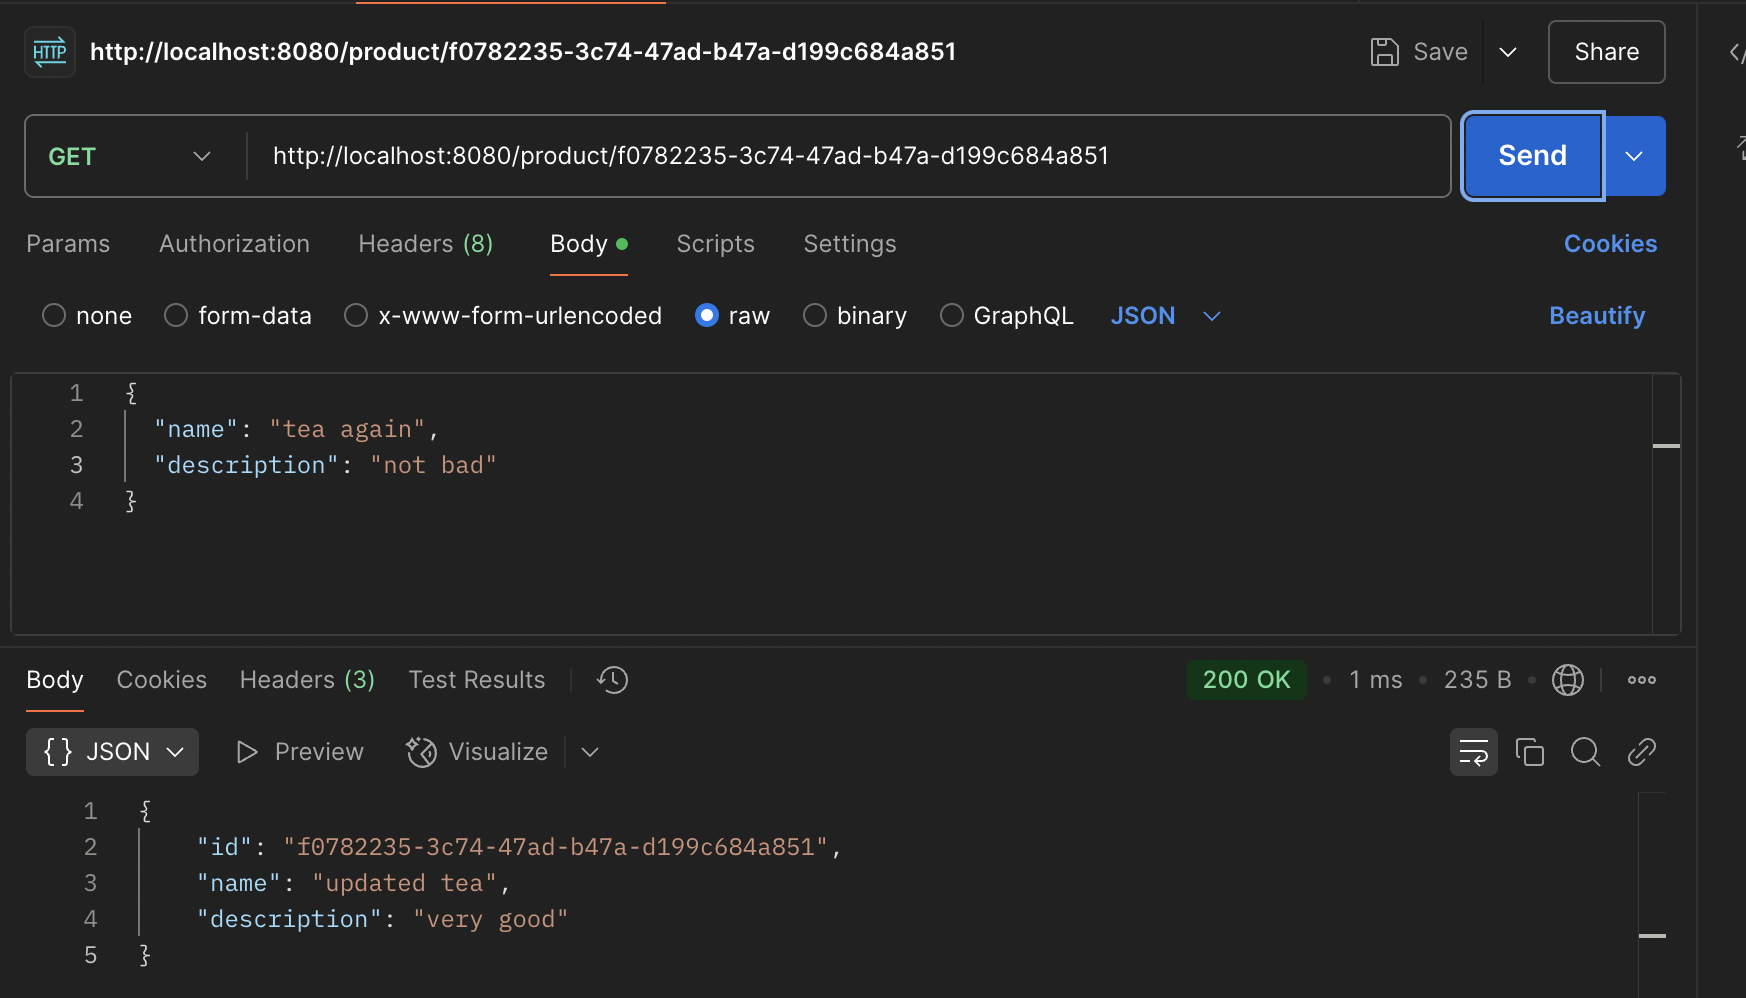 HTTP http://localhost:8080/product/f0782235-3c74-47ad-b47a-d199c684a851 Save Share
GET http://localhost:8080/product/f0782235-3c74-47ad-b47a-d199c684a851 Send
Params Authorization Headers (8) Body Scripts Settings Cookies
none form-data x-www-form-urlencoded raw binary GraphQL JSON Beautify
1 {
2 "name": "tea again",
3 "description": "not bad"
4 }
Body Cookies Headers (3) Test Results 200 OK • 1 ms • 235 B •
{} JSON Preview Visualize
1 {
2 "id": "f0782235-3c74-47ad-b47a-d199c684a851",
3 "name": "updated tea",
4 "description": "very good"
5 }